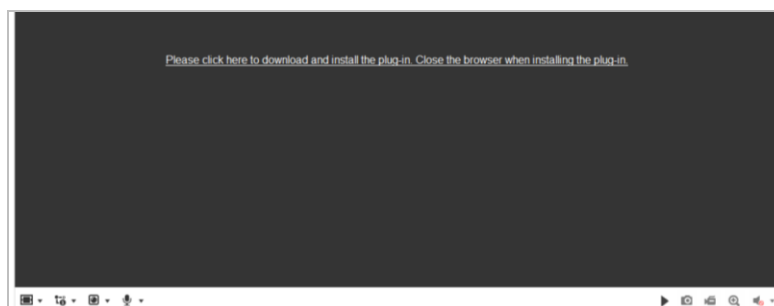 Please click here to download and install the plug-in. Close the browser when installing the plug-in.